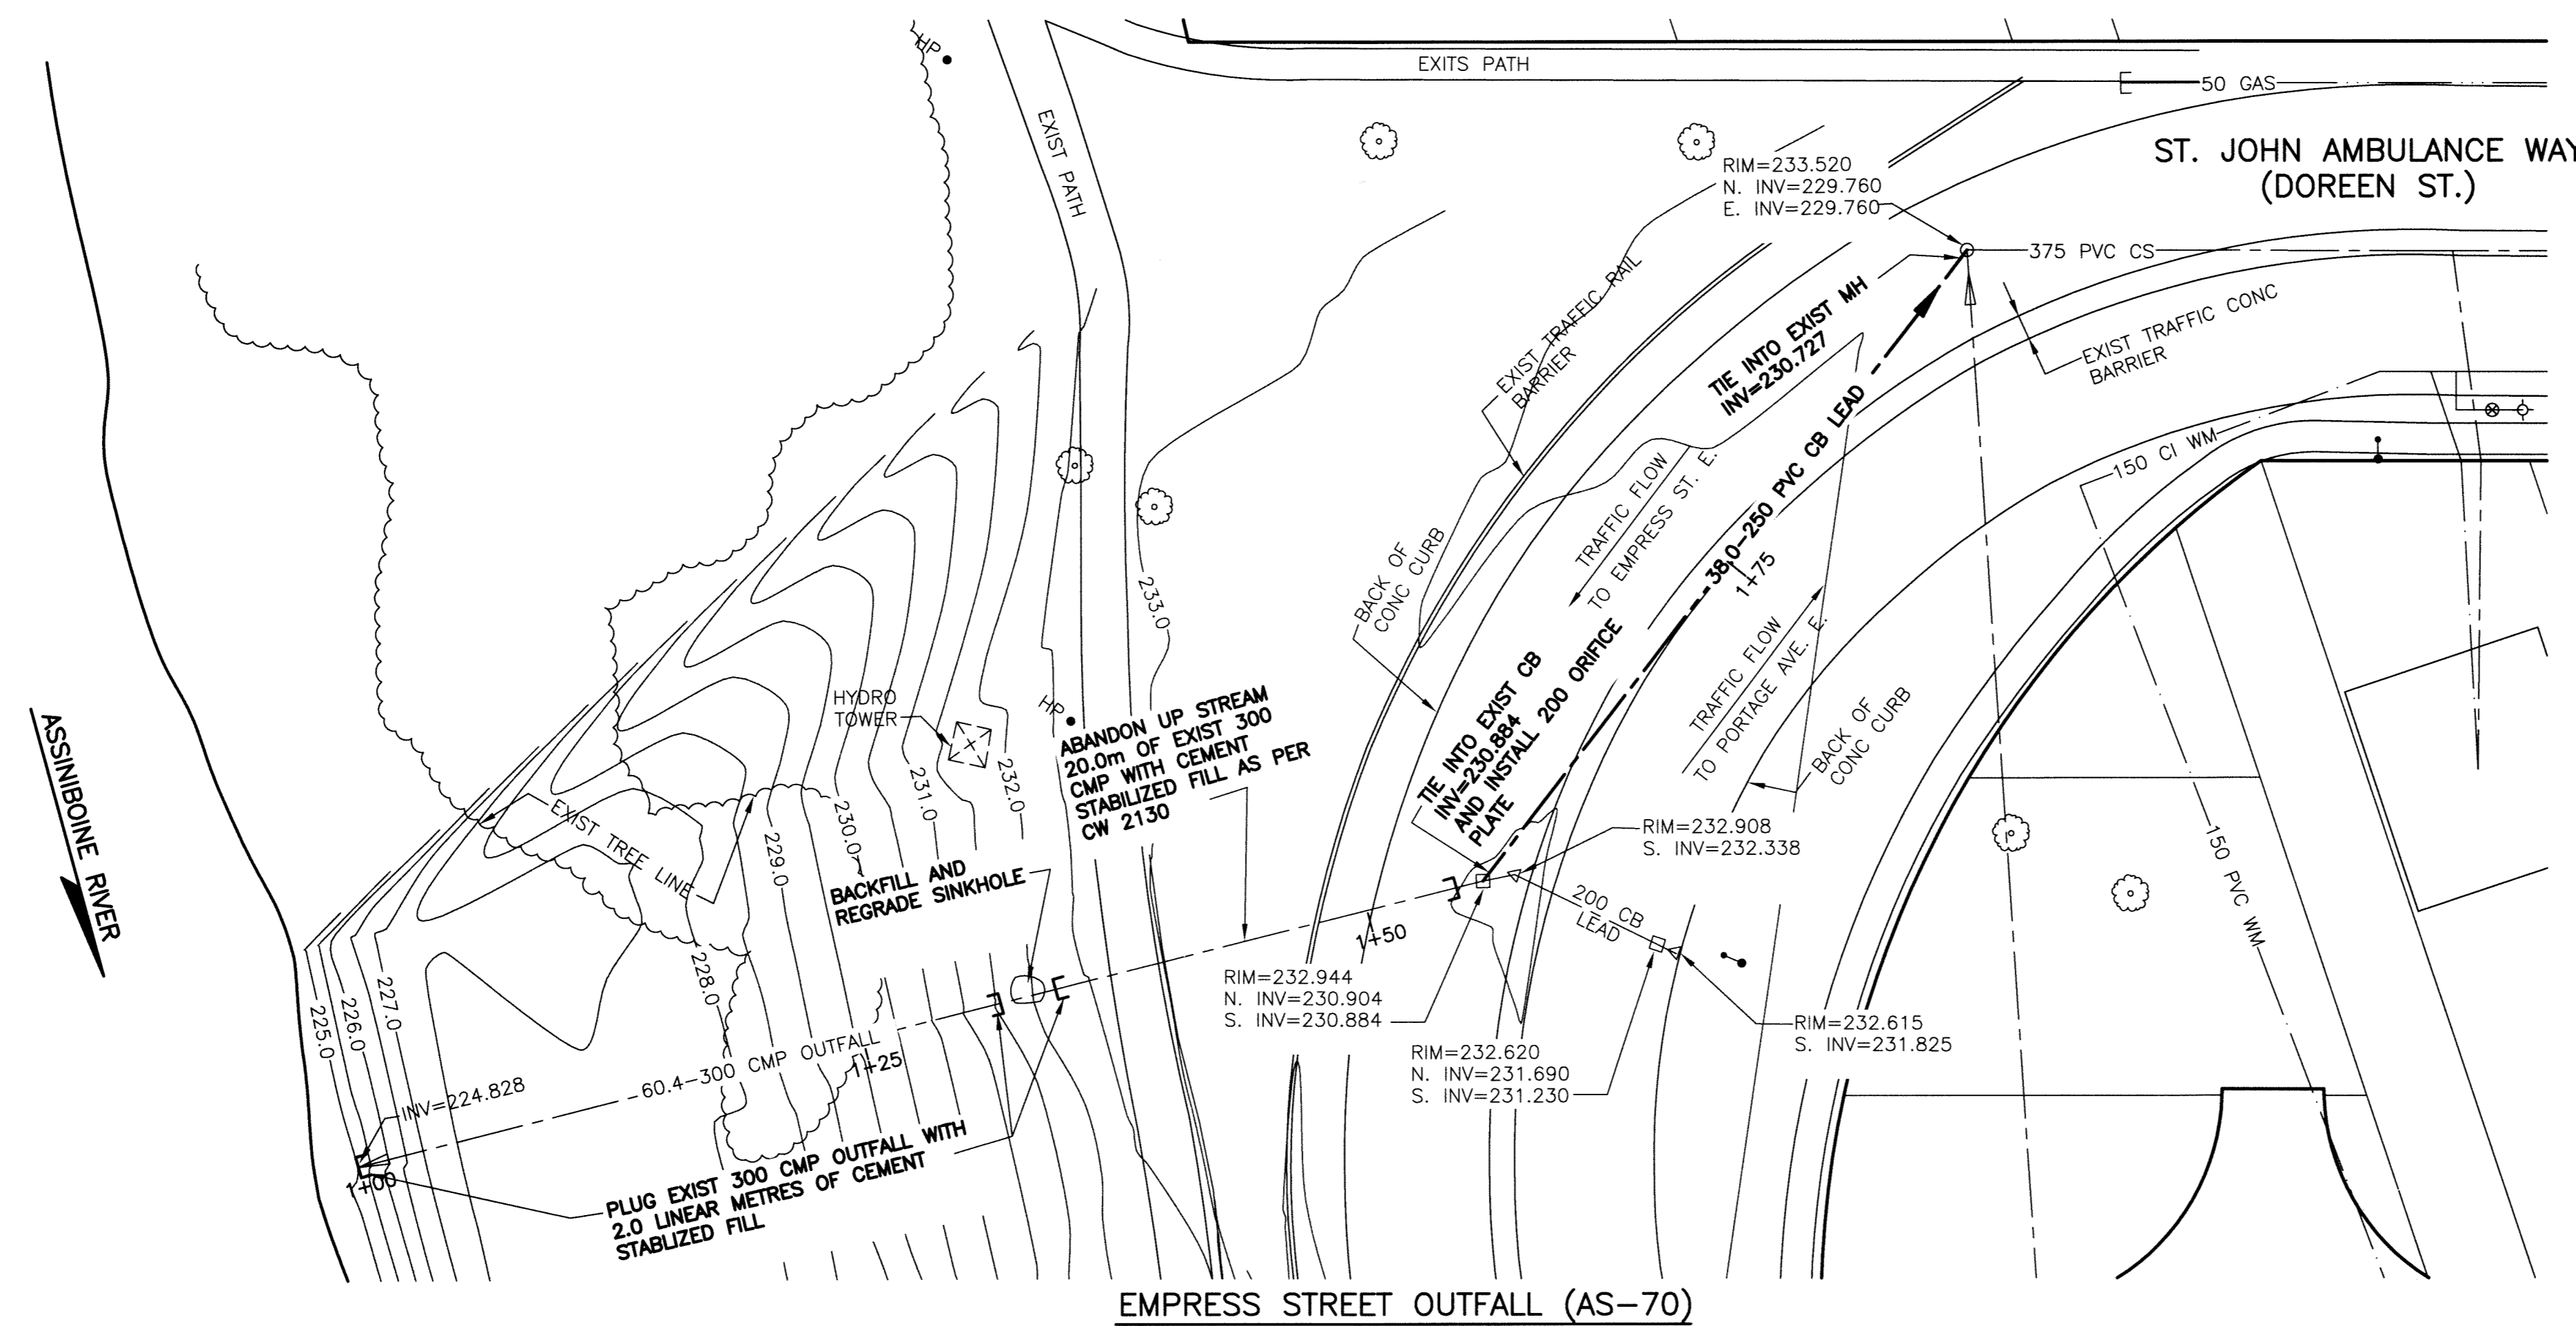 HP
EXITS PATH
50 GAS
EXIST PATH
ST. JOHN AMBULANCE WAY
(DOREEN ST.)
RIM=233.520
N. INV=229.760
E. INV=229.760
375 PVC CS
EXIST TRAFFIC RAIL
BARRIER
TIE INTO EXIST MH
INV=230.727
EXIST TRAFFIC CONC
BARRIER
150 CI WM
TRAFFIC FLOW
TO EMPRESS ST. E.
38.0-250 PVC CB LEAD
1+75
BACK OF
CONC CURB
233.0
TRAFFIC FLOW
TO PORTAGE AVE. E.
BACK OF
CONC CURB
TIE INTO EXIST CB
INV=230.884
AND INSTALL 200 ORIFICE
PLATE
HYDRO
TOWER
HP
ABANDON UP STREAM
20.0m OF EXIST 300
CMP WITH CEMENT
STABILIZED FILL AS PER
CW 2130
ASSINIBOINE RIVER
EXIST TREE LINE
229.0
230.0
231.0
232.0
BACKFILL AND
REGRADE SINKHOLE
RIM=232.908
S. INV=232.338
200 CB
LEAD
150 PVC WM
1+50
225.0
226.0
227.0
228.0
RIM=232.944
N. INV=230.904
S. INV=230.884
RIM=232.615
S. INV=231.825
RIM=232.620
N. INV=231.690
S. INV=231.230
60.4-300 CMP OUTFALL
1+25
INV=224.828
1+00
PLUG EXIST 300 CMP OUTFALL WITH
2.0 LINEAR METRES OF CEMENT
STABLIZED FILL
EMPRESS STREET OUTFALL (AS-70)